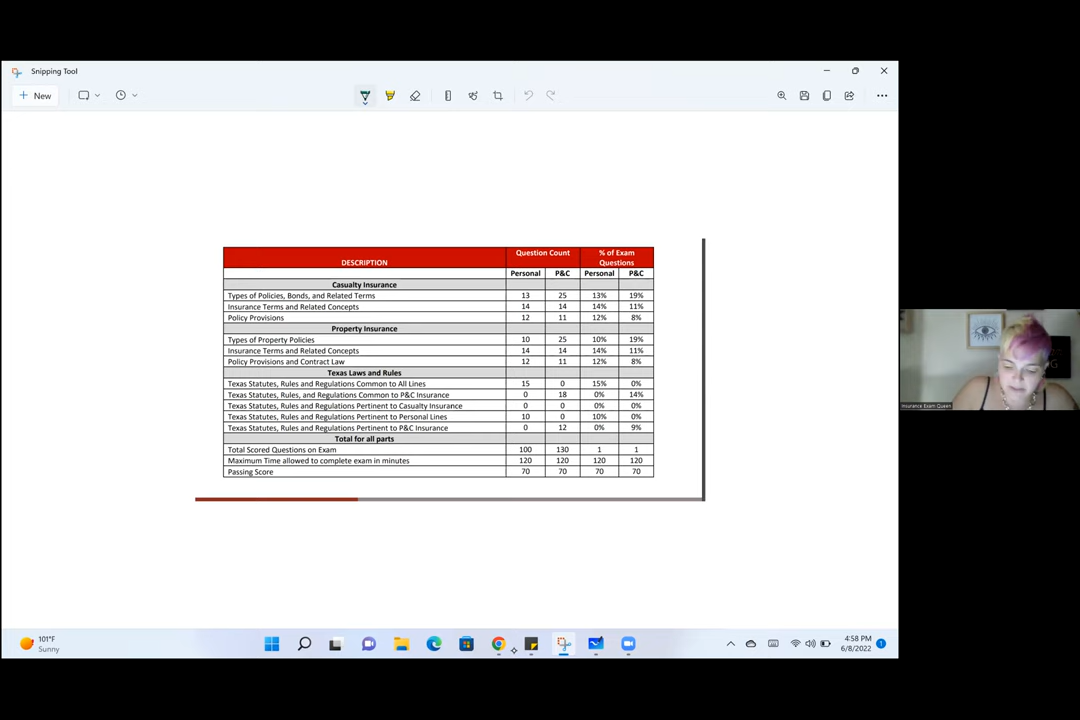 Snipping Tool
New
DESCRIPTION Question Count % of Exam Questions
Personal P&C Personal P&C
Casualty Insurance
Types of Policies, Bonds, and Related Terms 13 25 13% 19%
Insurance Terms and Related Concepts 14 14 14% 11%
Policy Provisions 12 11 12% 8%
Property Insurance
Types of Property Policies 10 25 10% 19%
Insurance Terms and Related Concepts 14 14 14% 11%
Policy Provisions and Contract Law 12 11 12% 8%
Texas Laws and Rules
Texas Statutes, Rules and Regulations Common to All Lines 15 0 15% 0%
Texas Statutes, Rules, and Regulations Common to P&C Insurance 0 18 0% 14%
Texas Statutes, Rules and Regulations Pertinent to Casualty Insurance 0 0 0% 0%
Texas Statutes, Rules and Regulations Pertinent to Personal Lines 10 0 10% 0%
Texas Statutes, Rules and Regulations Pertinent to P&C Insurance 0 12 0% 9%
Total for all parts
Total Scored Questions on Exam 100 130 1 1
Maximum Time allowed to complete exam in minutes 120 120 120 120
Passing Score 70 70 70 70
Insurance Exam Queen
101°F
Sunny
4:58 PM
6/8/2022
1